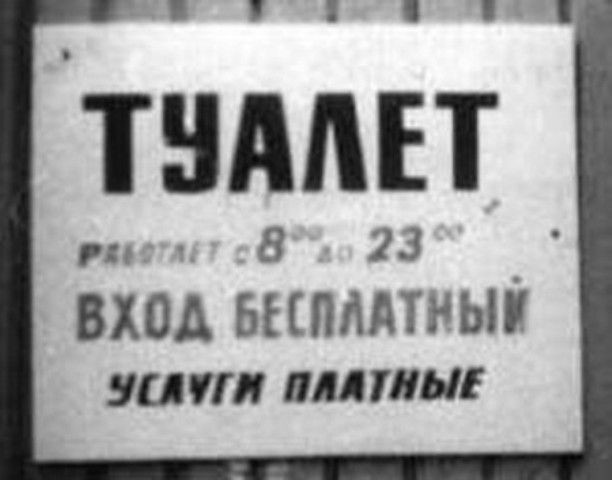 ТУАЛЕТ
РАБОТАЕТ С 8⁰⁰ ДО 23⁰⁰
ВХОД БЕСПЛАТНЫЙ
УСЛУГИ ПЛАТНЫЕ